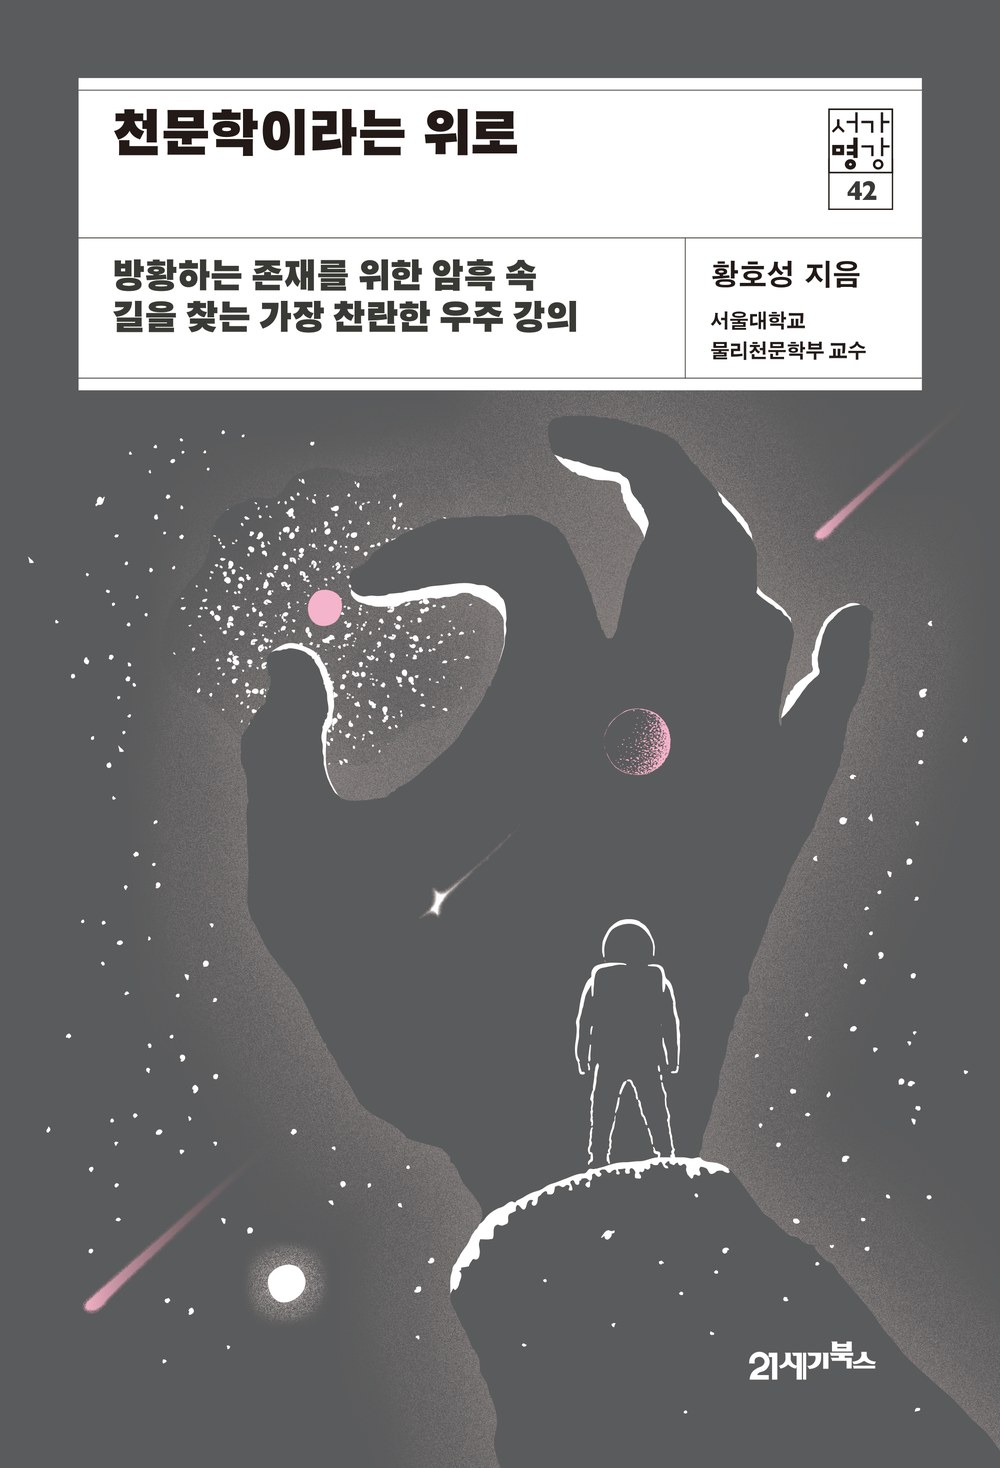 천문학이라는 위로
서가
명강
42
방황하는 존재를 위한 암흑 속
길을 찾는 가장 찬란한 우주 강의
황호성 지음
서울대학교
물리천문학부 교수
21세기북스